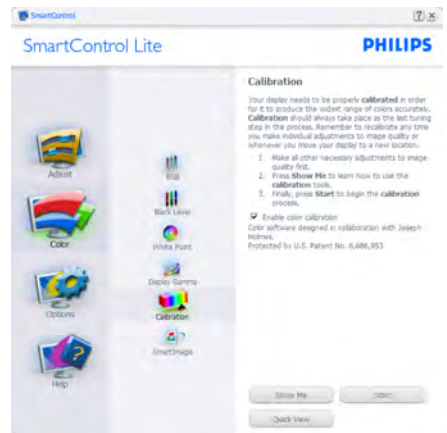 SmartControl
SmartControl Lite
PHILIPS
Adjust
Color
Options
Help
RGB
Black Level
White Point
Display Gamma
Calibration
SmartImage
Calibration
Your display needs to be properly calibrated in order
for it to produce the widest range of colors accurately.
Calibration should always take place as the last tuning
step in the process. Remember to recalibrate any time
you make individual adjustments to image quality or
whenever you move your display to a new location.
1. Make all other necessary adjustments to image
quality first.
2. Press Show Me to learn how to use the
calibration tools.
3. Finally, press Start to begin the calibration
process.
Enable color calibration
Color software designed in collaboration with Joseph
Holmes.
Protected by U.S. Patent No. 6,686,953
Show Me
Start
Quick View